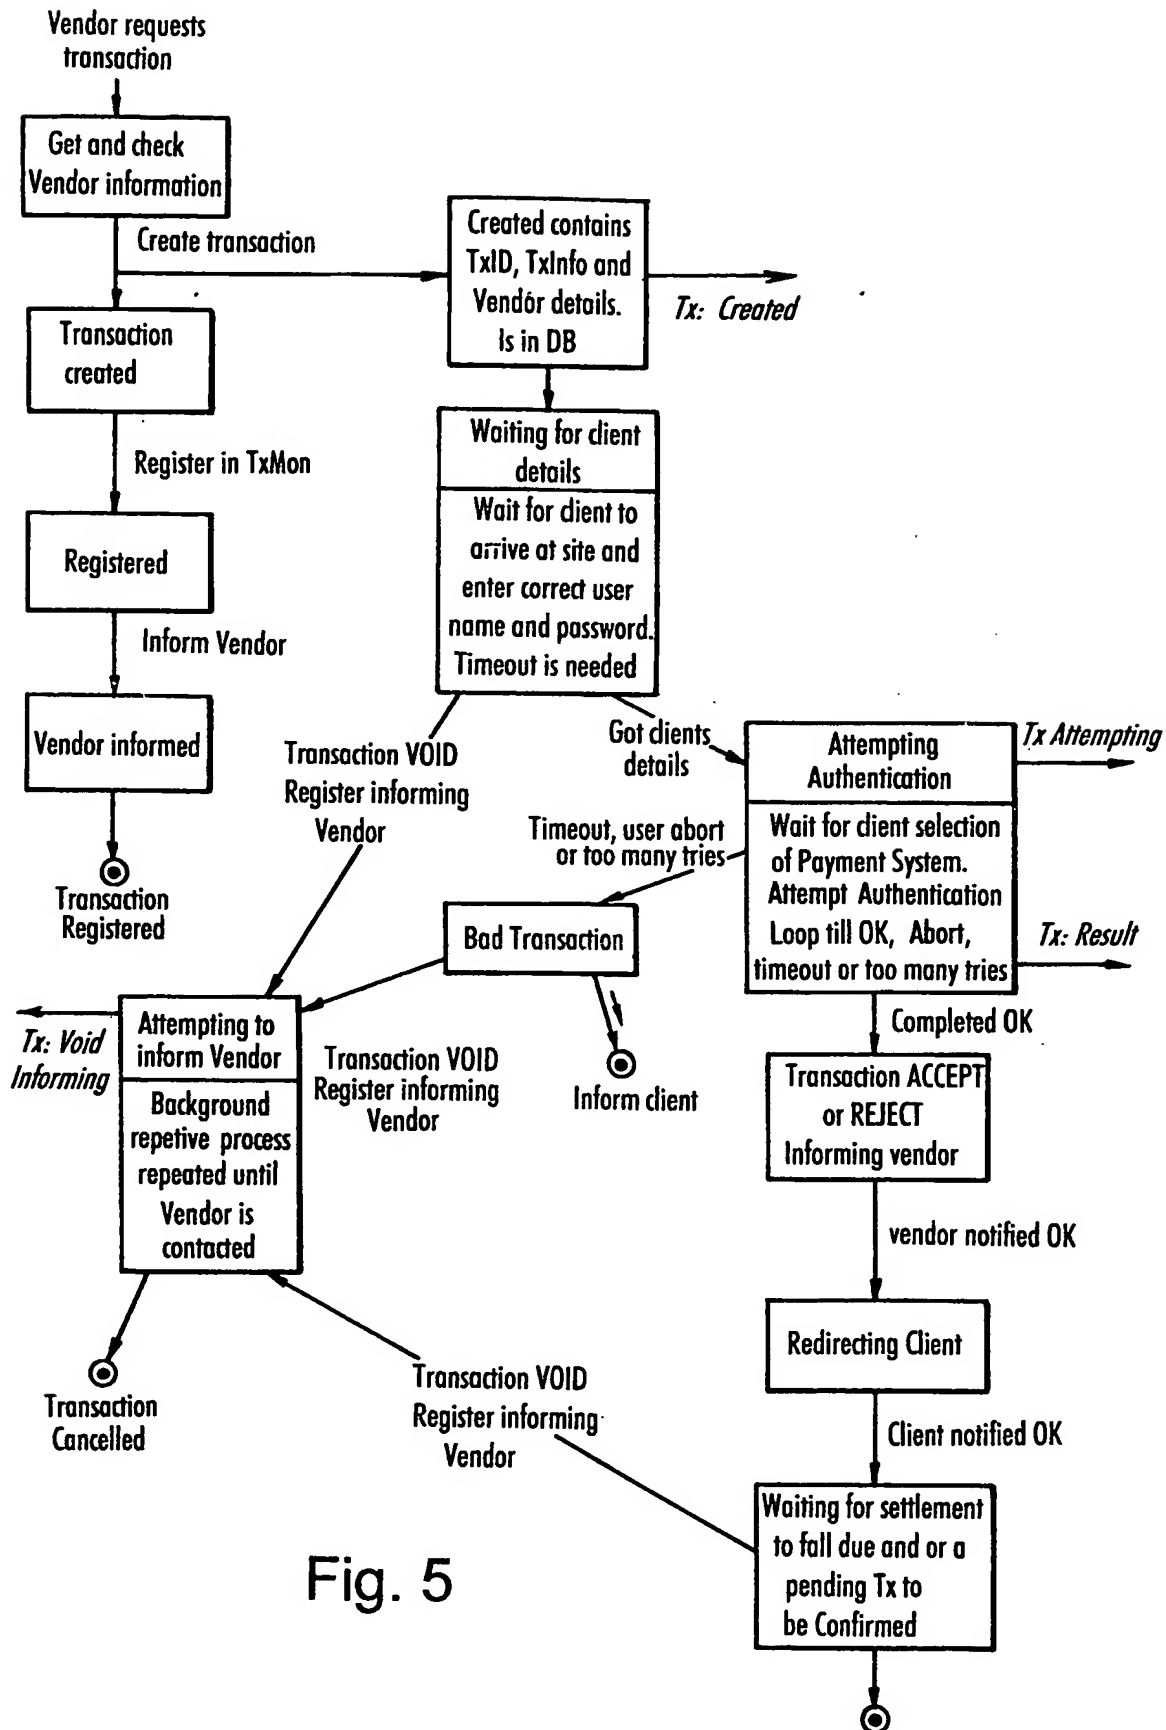 Vendor requests
transaction
Get and check
Vendor information
Create transaction
Created contains
TxID, TxInfo and
Vendor details.
Is in DB
Tx: Created
Transaction
created
Waiting for client
details
Wait for client to
arrive at site and
enter correct user
name and password.
Timeout is needed
Register in TxMon
Registered
Inform Vendor
Vendor informed
Transaction
Registered
Transaction VOID
Register informing
Vendor
Got clients
details
Attempting
Authentication
Tx Attempting
Wait for client selection
of Payment System.
Attempt Authentication
Loop till OK, Abort,
timeout or too many tries
Tx: Result
Timeout, user abort
or too many tries
Bad Transaction
Inform client
Transaction VOID
Register informing
Vendor
Attempting to
inform Vendor
Tx: Void
Informing
Background
repetive process
repeated until
Vendor is
contacted
Transaction
Cancelled
Completed OK
Transaction ACCEPT
or REJECT
Informing vendor
vendor notified OK
Redirecting Client
Client notified OK
Transaction VOID
Register informing
Vendor
Waiting for settlement
to fall due and or a
pending Tx to
be Confirmed
Fig. 5